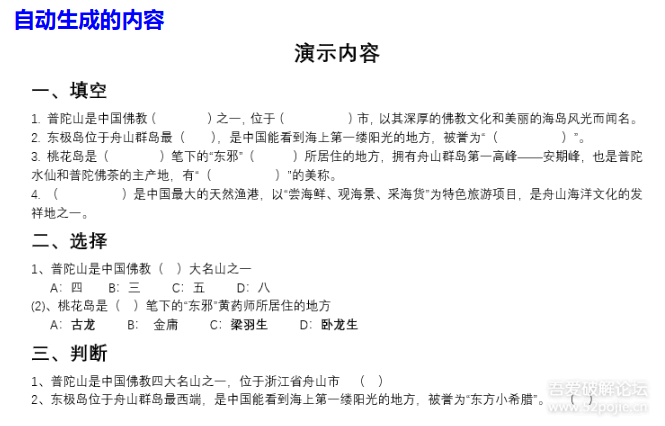 自动生成的内容
演示内容
一、填空
1. 普陀山是中国佛教（　　　　）之一，位于（　　　　　）市，以其深厚的佛教文化和美丽的海岛风光而闻名。
2. 东极岛位于舟山群岛最（　　），是中国能看到海上第一缕阳光的地方，被誉为“（　　　　　）”。
3. 桃花岛是（　　　　）笔下的“东邪”（　　　）所居住的地方，拥有舟山群岛第一高峰——安期峰，也是普陀
水仙和普陀佛茶的主产地，有“（　　　　　）”的美称。
4. （　　　　　）是中国最大的天然渔港，以“尝海鲜、观海景、采海货”为特色旅游项目，是舟山海洋文化的发
祥地之一。
二、选择
1、普陀山是中国佛教（　）大名山之一
A：四　　B：三　　C：五　　D：八
(2)、桃花岛是（　）笔下的“东邪”黄药师所居住的地方
A：古龙　　B：　金庸　　C：梁羽生　　D：卧龙生
三、判断
1、普陀山是中国佛教四大名山之一，位于浙江省舟山市　（　）
2、东极岛位于舟山群岛最西端，是中国能看到海上第一缕阳光的地方，被誉为“东方小希腊”。　（　）
吾爱破解论坛
www.52pojie.cn